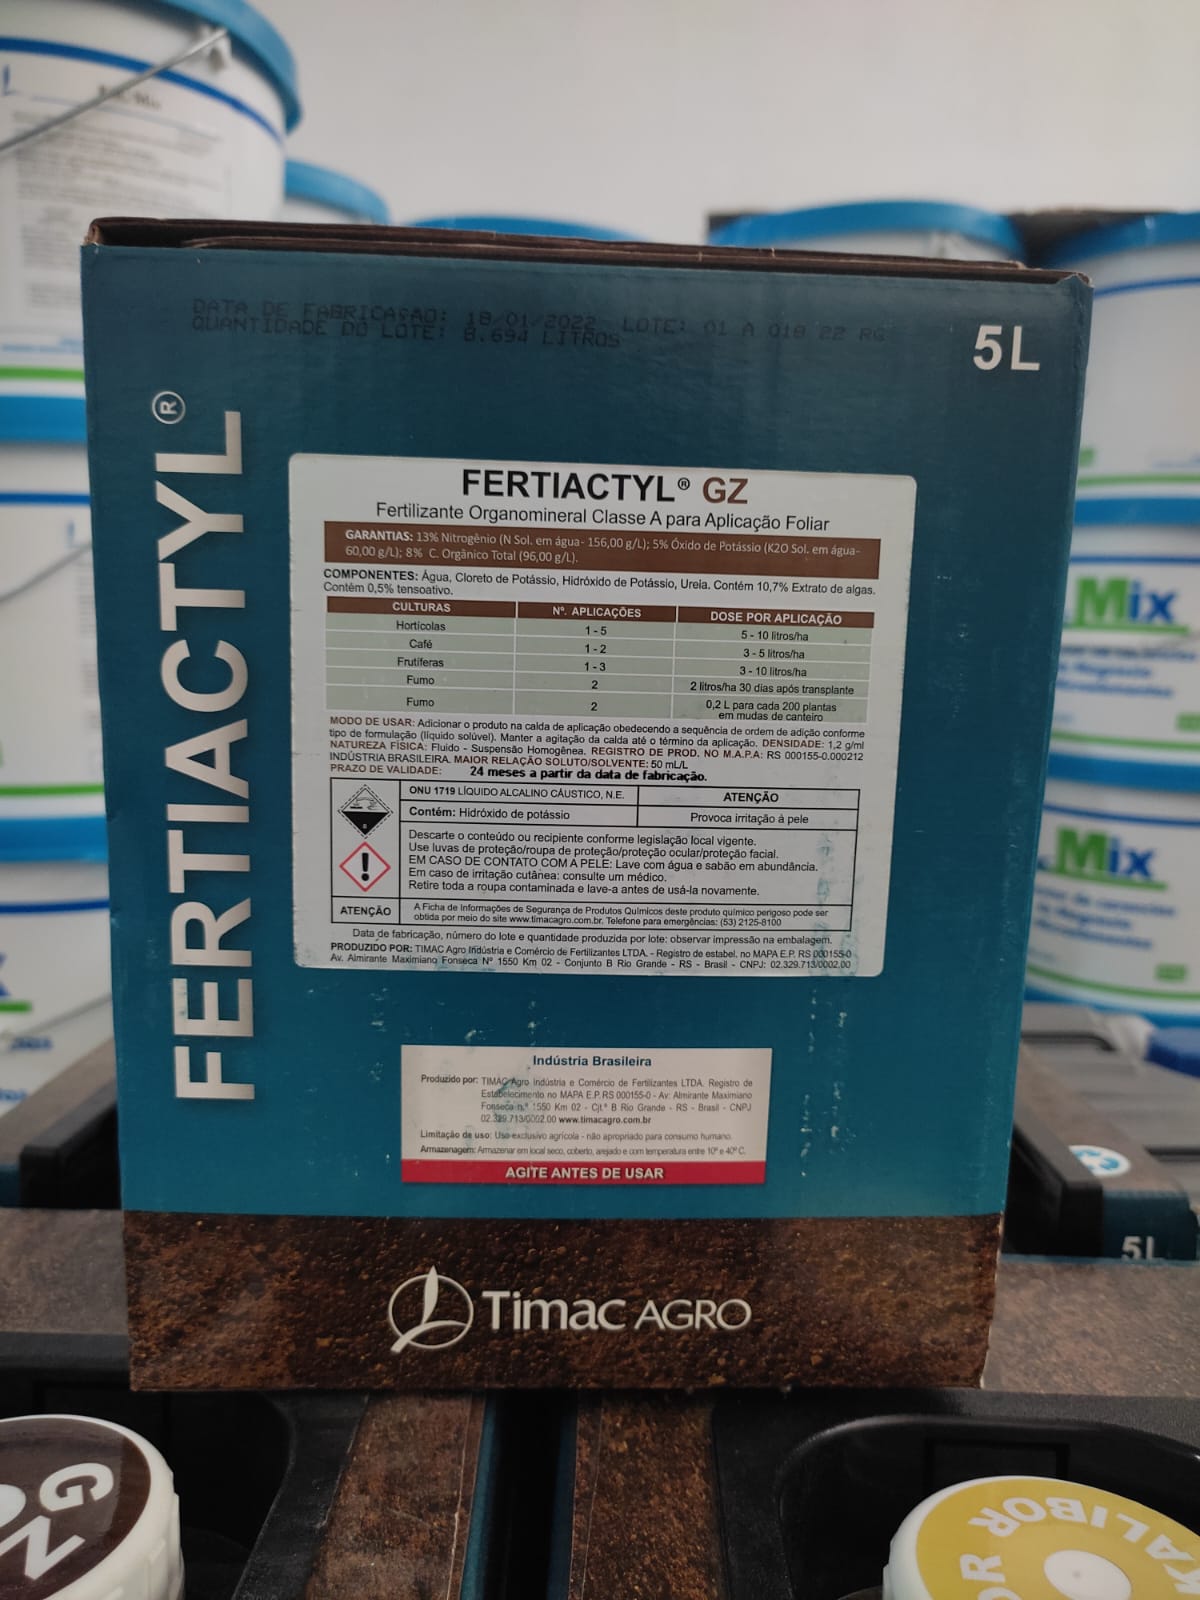 DATA DE FABRICAÇAO: 18/01/2022 LOTE: 01 A 018 22 RG
QUANTIDADE DO LOTE: 8.694 LITROS
5L
FERTIACTYL®
FERTIACTYL® GZ
Fertilizante Organomineral Classe A para Aplicação Foliar
GARANTIAS: 13% Nitrogênio (N Sol. em água- 156,00 g/L); 5% Óxido de Potássio (K2O Sol. em água-
60,00 g/L); 8% C. Orgânico Total (96,00 g/L).
COMPONENTES: Água, Cloreto de Potássio, Hidróxido de Potássio, Ureia. Contém 10,7% Extrato de algas.
Contém 0,5% tensoativo.
CULTURAS Nº. APLICAÇÕES DOSE POR APLICAÇÃO
Hortícolas 1 - 5 5 - 10 litros/ha
Café 1 - 2 3 - 5 litros/ha
Frutíferas 1 - 3 3 - 10 litros/ha
Fumo 2 2 litros/ha 30 dias após transplante
Fumo 2 0,2 L para cada 200 plantas
em mudas de canteiro
MODO DE USAR: Adicionar o produto na calda de aplicação obedecendo a sequência de ordem de adição conforme
tipo de formulação (líquido solúvel). Manter a agitação da calda até o término da aplicação. DENSIDADE: 1,2 g/ml
NATUREZA FÍSICA: Fluido - Suspensão Homogênea. REGISTRO DE PROD. NO M.A.P.A: RS 000155-0.000212
INDÚSTRIA BRASILEIRA. MAIOR RELAÇÃO SOLUTO/SOLVENTE: 50 mL/L
PRAZO DE VALIDADE: 24 meses a partir da data de fabricação.
ONU 1719 LÍQUIDO ALCALINO CÁUSTICO, N.E. ATENÇÃO
Contém: Hidróxido de potássio Provoca irritação à pele
8
Descarte o conteúdo ou recipiente conforme legislação local vigente.
Use luvas de proteção/roupa de proteção/proteção ocular/proteção facial.
EM CASO DE CONTATO COM A PELE: Lave com água e sabão em abundância.
Em caso de irritação cutânea: consulte um médico.
Retire toda a roupa contaminada e lave-a antes de usá-la novamente.
ATENÇÃO A Ficha de Informações de Segurança de Produtos Químicos deste produto químico perigoso pode ser
obtida por meio do site www.timacagro.com.br. Telefone para emergências: (53) 2125-8100
Data de fabricação, número do lote e quantidade produzida por lote: observar impressão na embalagem.
PRODUZIDO POR: TIMAC Agro Indústria e Comércio de Fertilizantes LTDA. - Registro de estabel. no MAPA E.P. RS 000155-0
Av. Almirante Maximiano Fonseca Nº 1550 Km 02 - Conjunto B Rio Grande - RS - Brasil - CNPJ: 02.329.713/0002.00
Indústria Brasileira
Produzido por: TIMAC Agro Indústria e Comércio de Fertilizantes LTDA. Registro de
Estabelecimento no MAPA E.P. RS 000155-0 - Av: Almirante Maximiano
Fonseca n.º 1550 Km 02 - Cjt.º B Rio Grande - RS - Brasil - CNPJ
02.329.713/0002.00 www.timacagro.com.br
Limitação de uso: Uso exclusivo agrícola - não apropriado para consumo humano.
Armazenagem: Armazenar em local seco, coberto, arejado e com temperatura entre 10º e 40º C.
AGITE ANTES DE USAR
Timac AGRO
Mix
Mix
5L
GZ